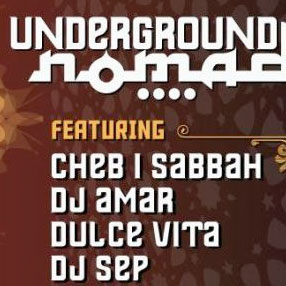 UNDERGROUND
NOMAD
FEATURING
CHEB I SABBAH
DJ AMAR
DULCE VITA
DJ SEP